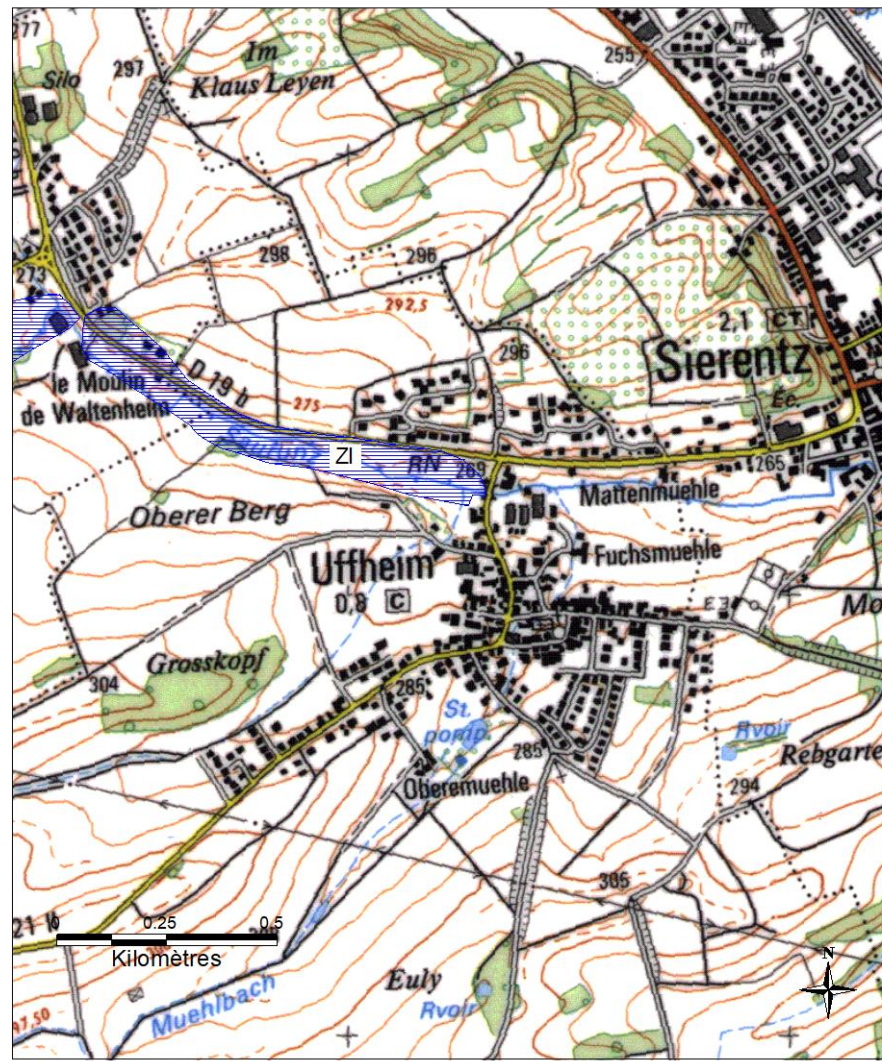 277
Im
Klaus Leyen
297
Silo
255
298
296
273
292,5
2,1 CT
Sierentz
296
D 19 b
le Moulin
de Waltenheim
275
Éc.
ZI
RN
269
265
Mattenmuehle
Oberer Berg
Uffheim
Fuchsmuehle
0,8 C
Grosskopf
304
285
St.
pomp.
285
Rvoir
Oberemuehle
294
305
0.25
0.5
Kilomètres
N
Euly
Rvoir
Muehlbach